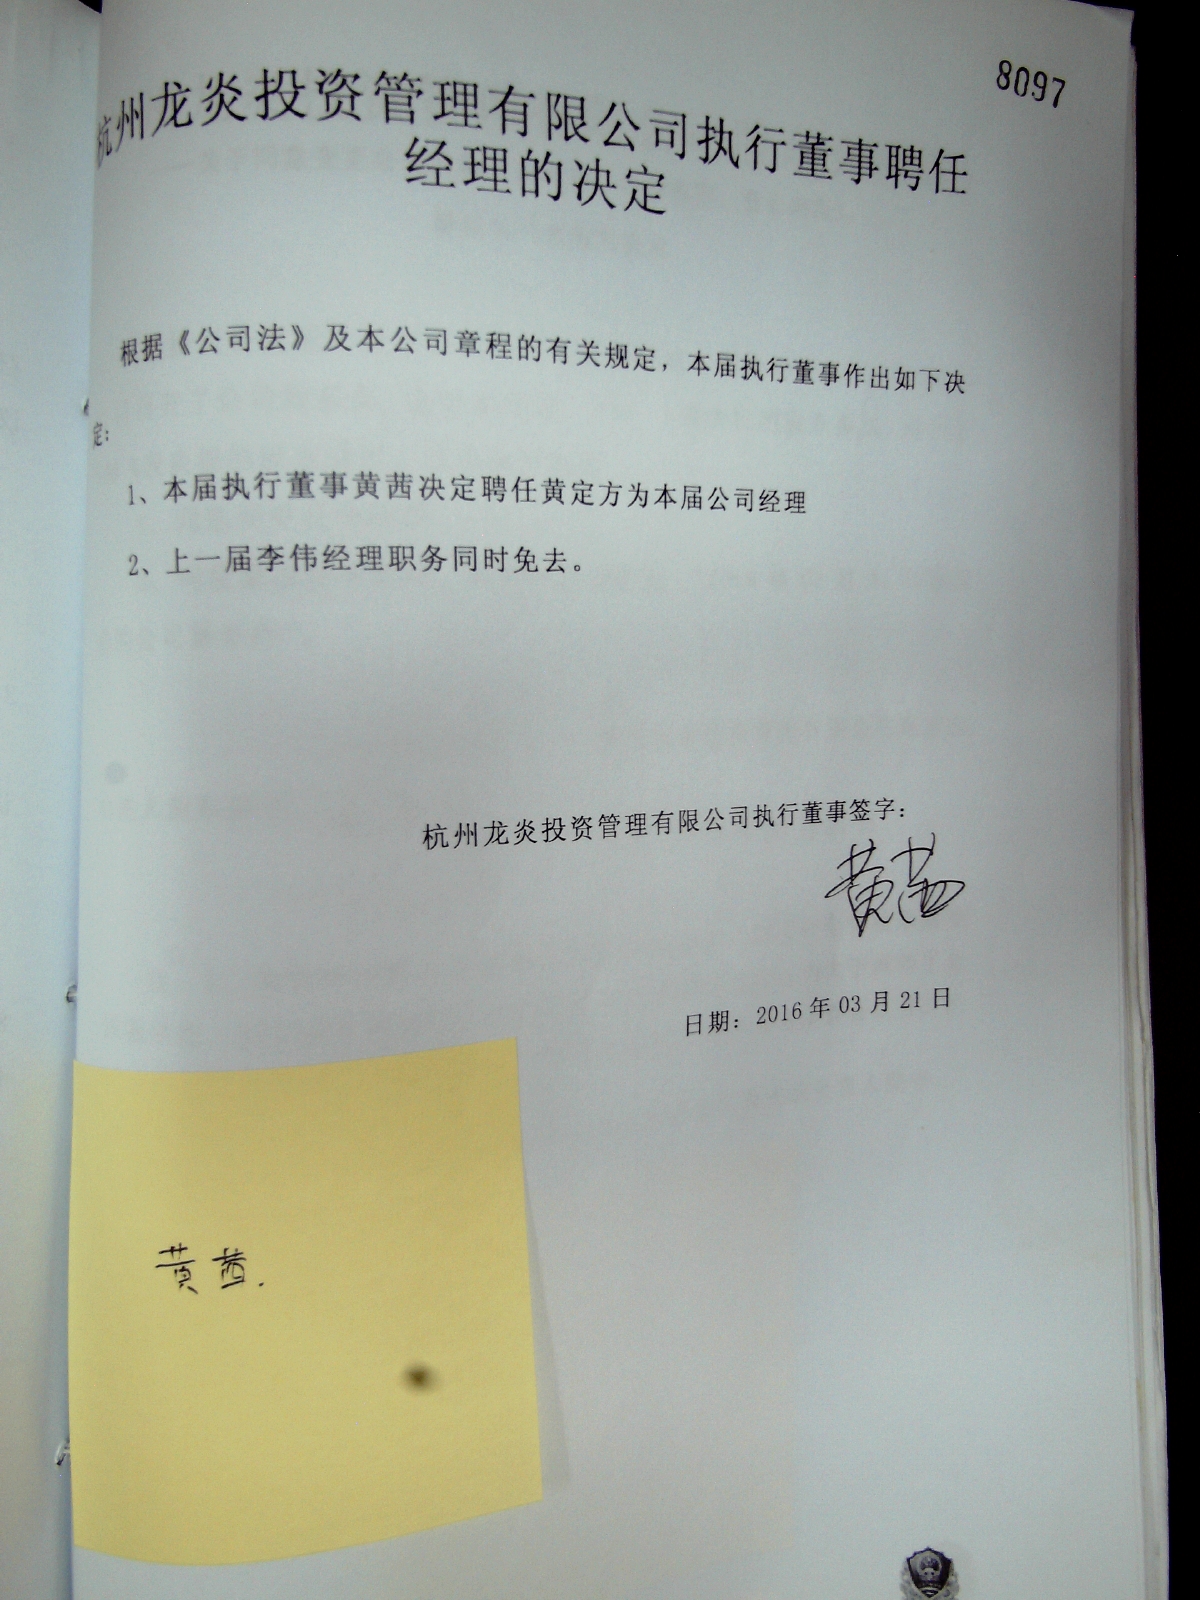 8097
杭州龙炎投资管理有限公司执行董事聘任
经理的决定
根据《公司法》及本公司章程的有关规定，本届执行董事作出如下决
定：
1、本届执行董事黄茜决定聘任黄定方为本届公司经理
2、上一届李伟经理职务同时免去。
杭州龙炎投资管理有限公司执行董事签字：
黄茜
日期：2016年03月21日
黄茜.